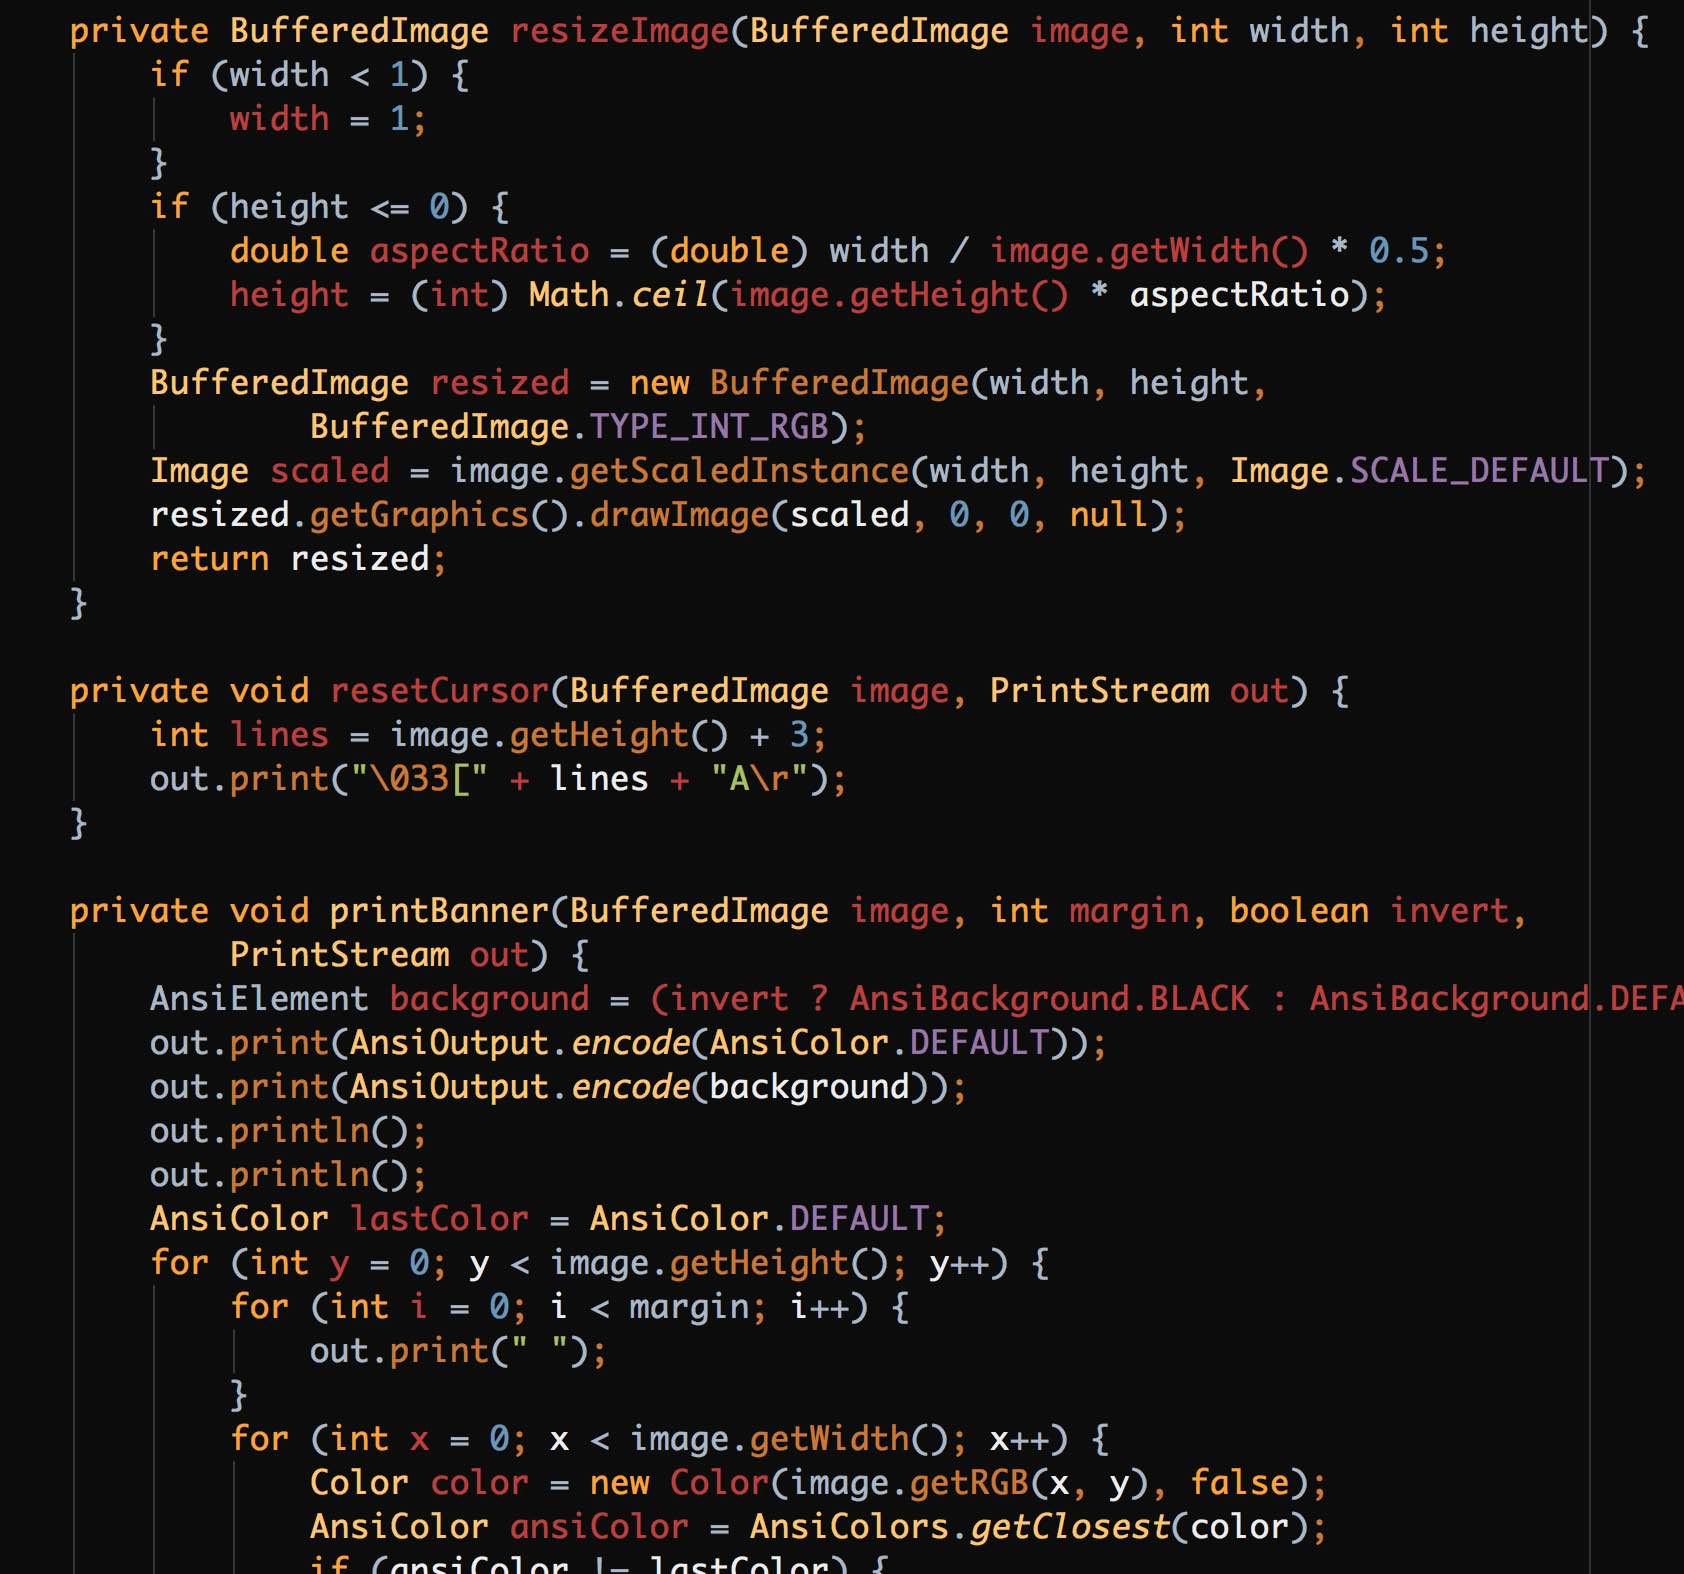 private BufferedImage resizeImage(BufferedImage image, int width, int height) {
if (width < 1) {
width = 1;
}
if (height <= 0) {
double aspectRatio = (double) width / image.getWidth() * 0.5;
height = (int) Math.ceil(image.getHeight() * aspectRatio);
}
BufferedImage resized = new BufferedImage(width, height,
BufferedImage.TYPE_INT_RGB);
Image scaled = image.getScaledInstance(width, height, Image.SCALE_DEFAULT);
resized.getGraphics().drawImage(scaled, 0, 0, null);
return resized;
}
private void resetCursor(BufferedImage image, PrintStream out) {
int lines = image.getHeight() + 3;
out.print("\033[" + lines + "A\r");
}
private void printBanner(BufferedImage image, int margin, boolean invert,
PrintStream out) {
AnsiElement background = (invert ? AnsiBackground.BLACK : AnsiBackground.DEFA
out.print(AnsiOutput.encode(AnsiColor.DEFAULT));
out.print(AnsiOutput.encode(background));
out.println();
out.println();
AnsiColor lastColor = AnsiColor.DEFAULT;
for (int y = 0; y < image.getHeight(); y++) {
for (int i = 0; i < margin; i++) {
out.print(" ");
}
for (int x = 0; x < image.getWidth(); x++) {
Color color = new Color(image.getRGB(x, y), false);
AnsiColor ansiColor = AnsiColors.getClosest(color);
if (ansiColor != lastColor) {